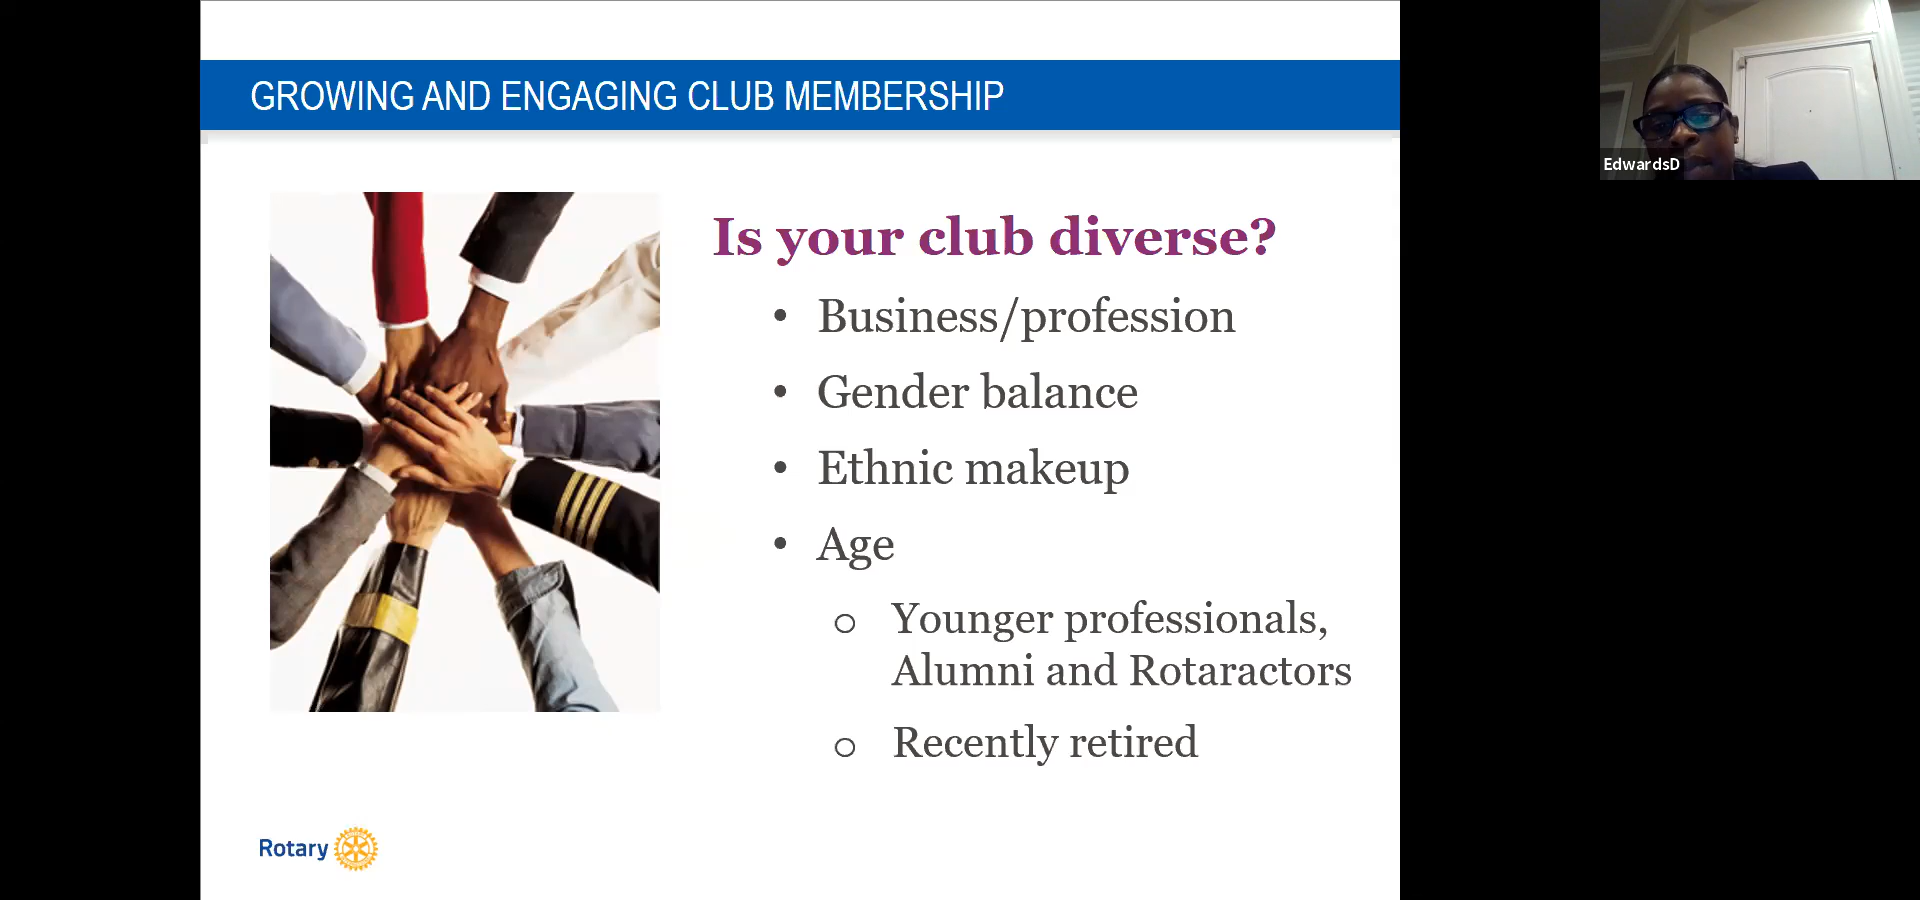 GROWING AND ENGAGING CLUB MEMBERSHIP
EdwardsD
Is your club diverse?
• Business/profession
• Gender balance
• Ethnic makeup
• Age
o Younger professionals,
Alumni and Rotaractors
o Recently retired
Rotary